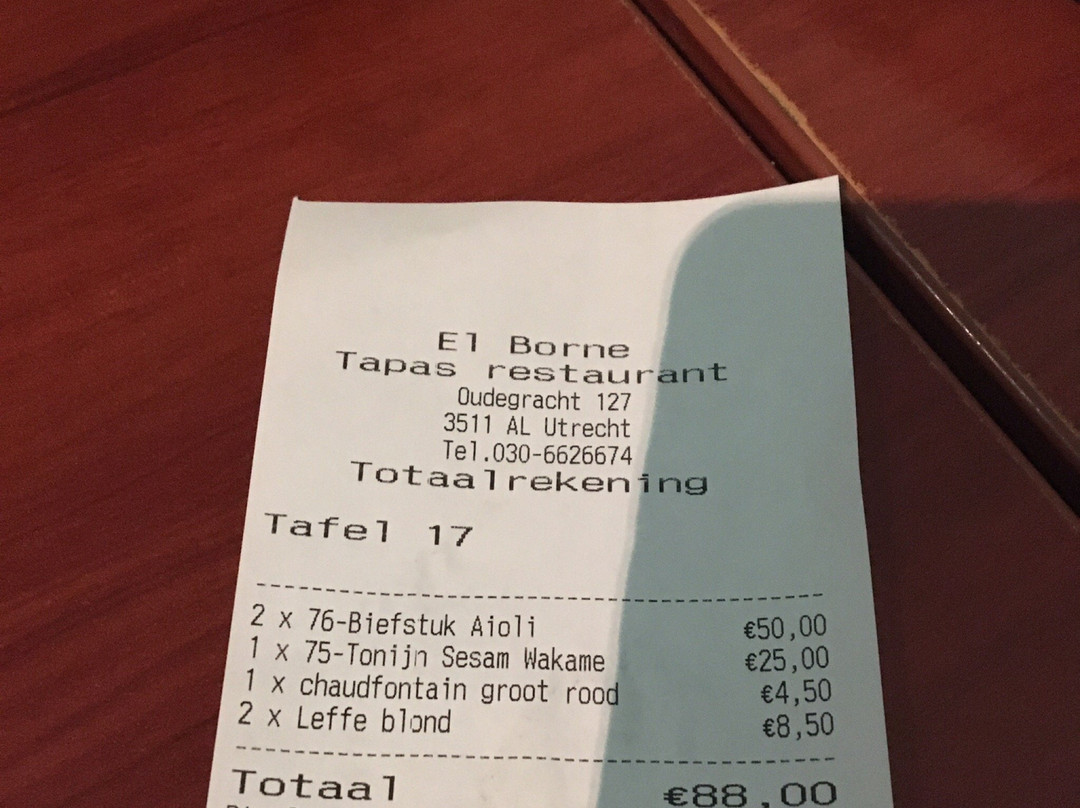 El Borne
Tapas restaurant
Oudegracht 127
3511 AL Utrecht
Tel.030-6626674
Totaalrekening
Tafel 17
2 x 76-Biefstuk Aioli €50,00
1 x 75-Tonijn Sesam Wakame €25,00
1 x chaudfontain groot rood €4,50
2 x Leffe blond €8,50
Totaal €88,00